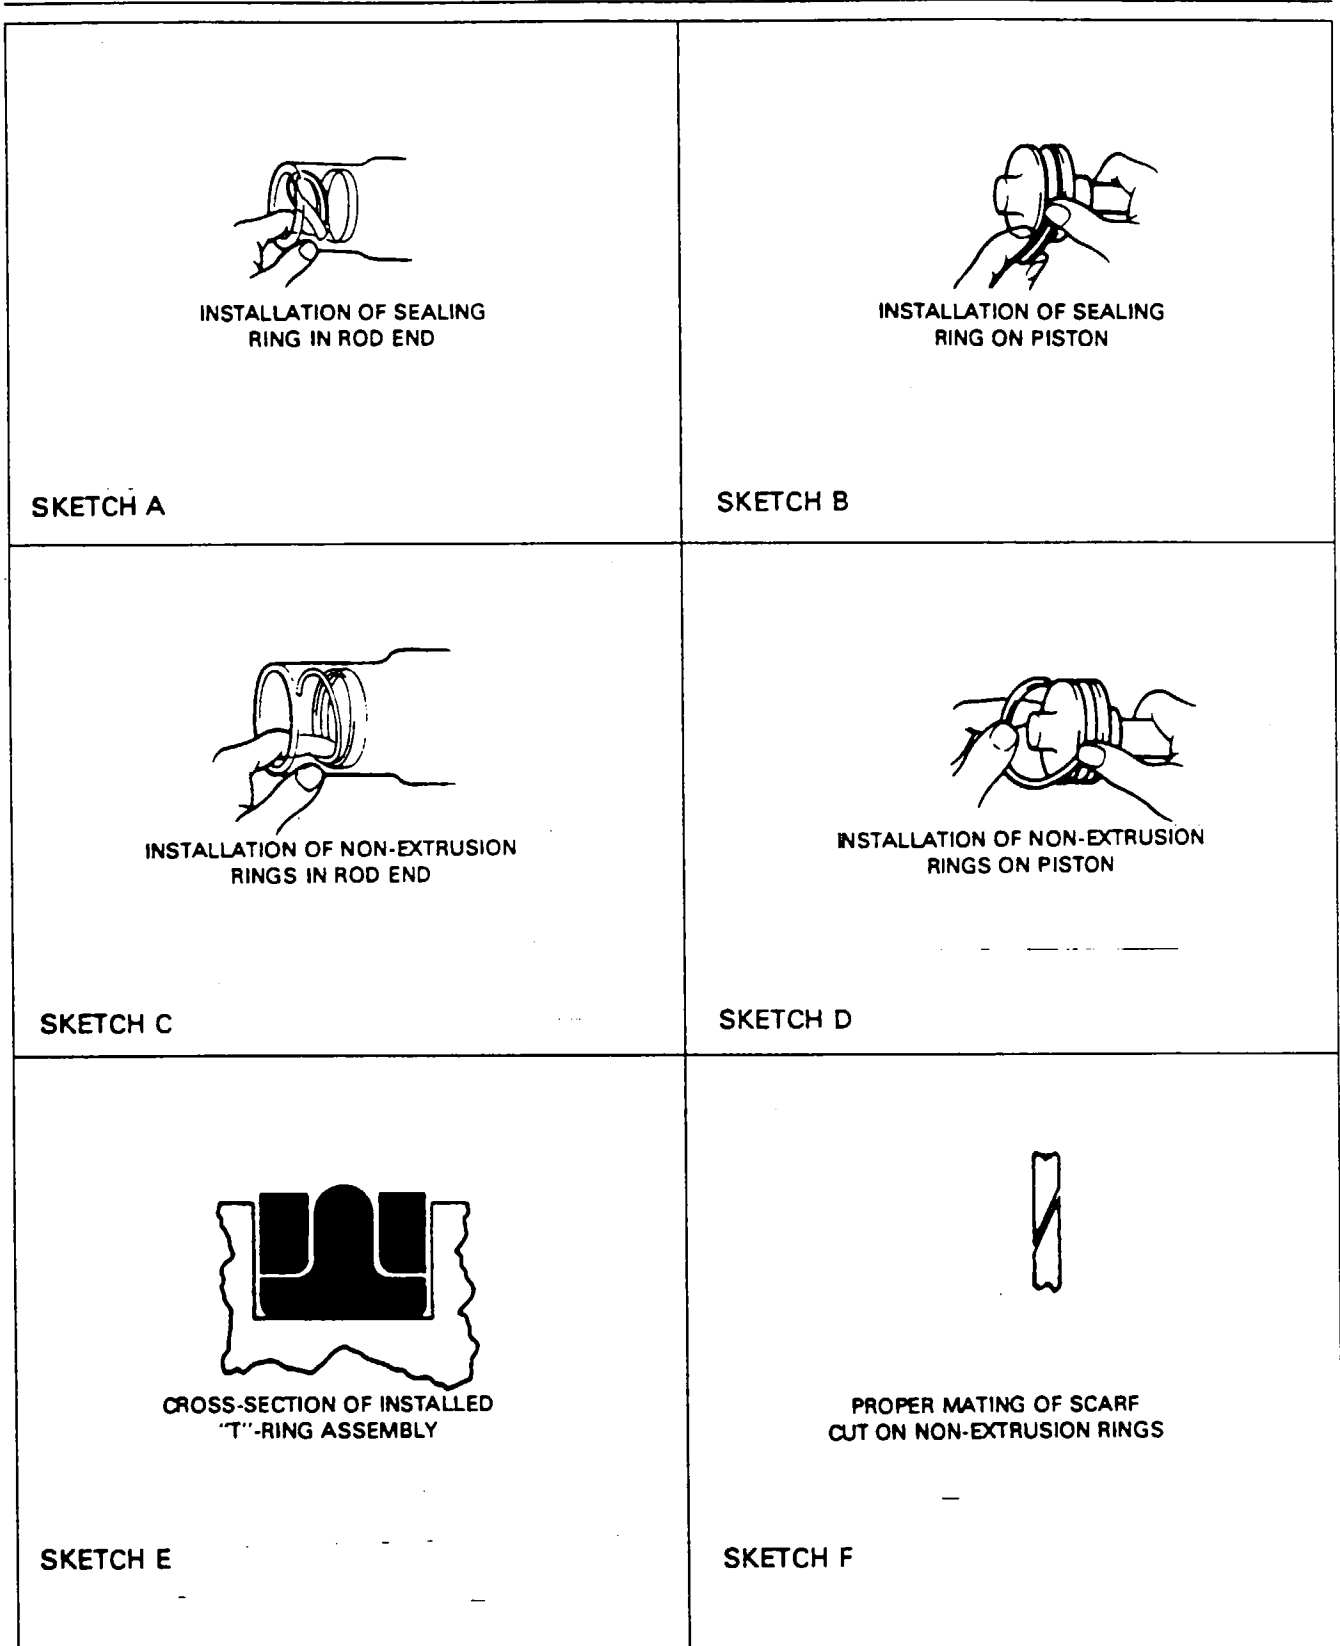 INSTALLATION OF SEALING
RING IN ROD END
SKETCH A
INSTALLATION OF SEALING
RING ON PISTON
SKETCH B
INSTALLATION OF NON-EXTRUSION
RINGS IN ROD END
SKETCH C
INSTALLATION OF NON-EXTRUSION
RINGS ON PISTON
SKETCH D
CROSS-SECTION OF INSTALLED
"T"-RING ASSEMBLY
SKETCH E
PROPER MATING OF SCARF
CUT ON NON-EXTRUSION RINGS
SKETCH F